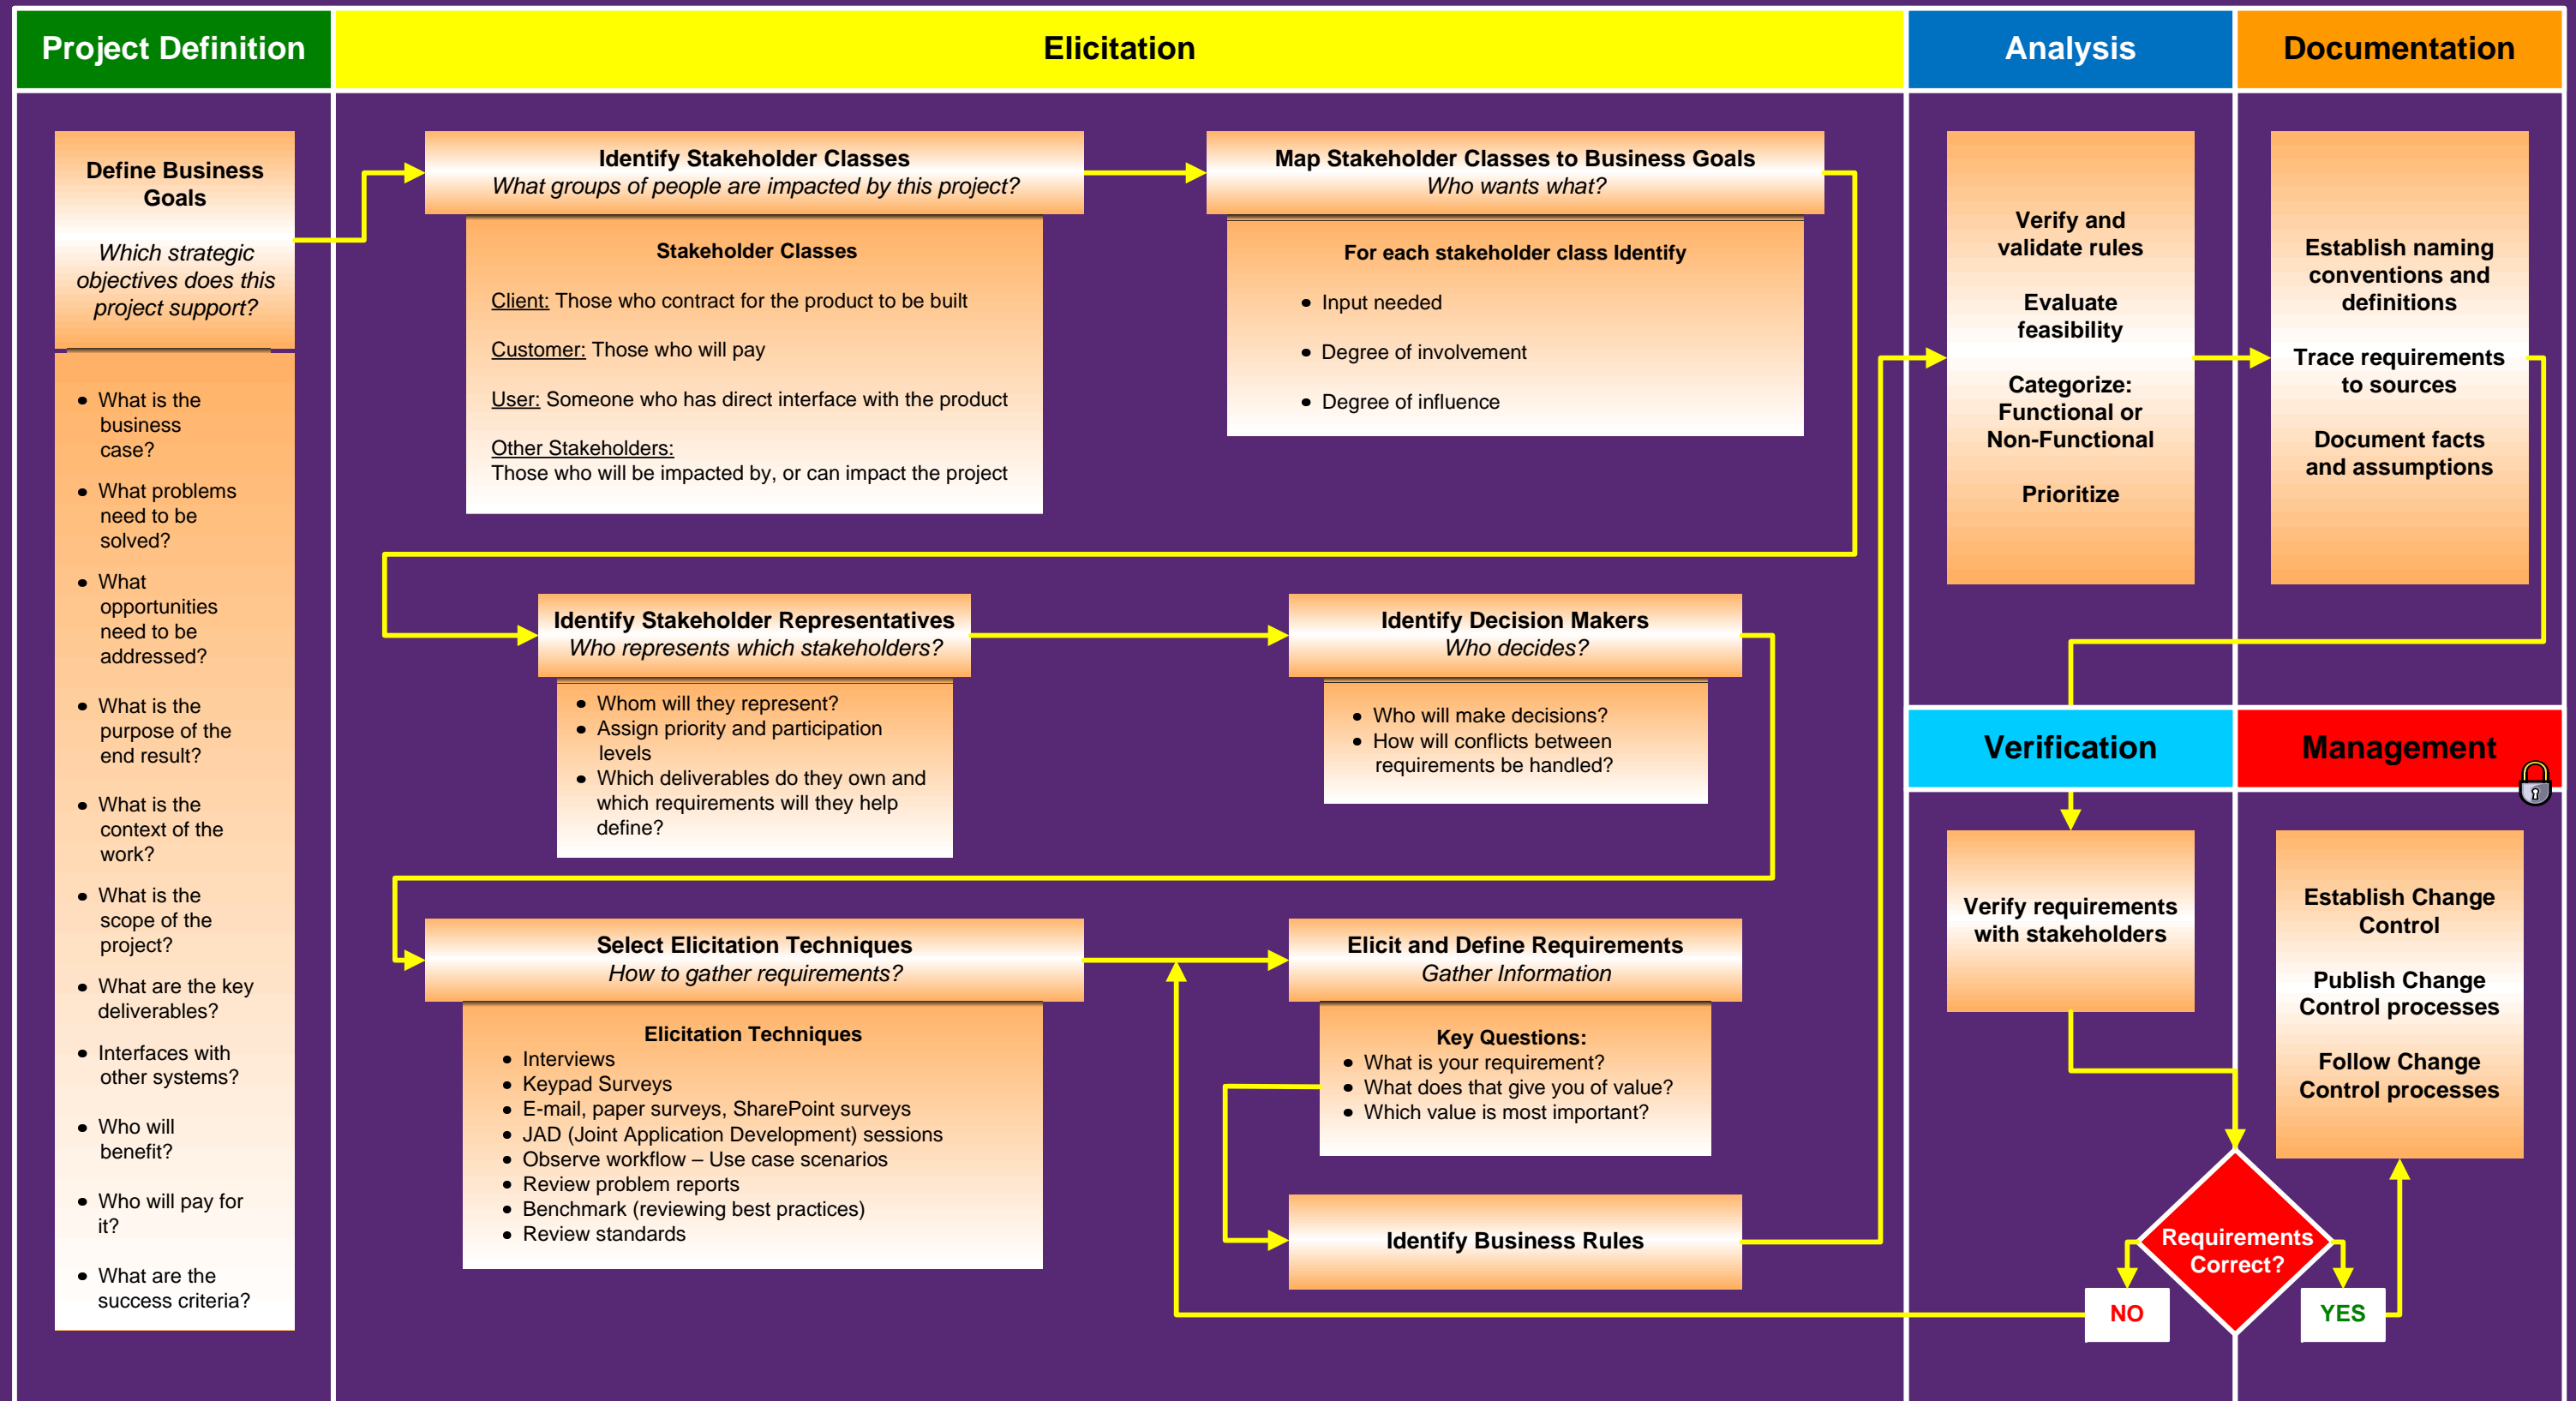 Project Definition
Elicitation
Analysis
Documentation
Define Business
Goals
Which strategic
objectives does this
project support?
• What is the
business
case?
• What problems
need to be
solved?
• What
opportunities
need to be
addressed?
• What is the
purpose of the
end result?
• What is the
context of the
work?
• What is the
scope of the
project?
• What are the key
deliverables?
• Interfaces with
other systems?
• Who will
benefit?
• Who will pay for
it?
• What are the
success criteria?
Identify Stakeholder Classes
What groups of people are impacted by this project?
Stakeholder Classes
Client: Those who contract for the product to be built
Customer: Those who will pay
User: Someone who has direct interface with the product
Other Stakeholders:
Those who will be impacted by, or can impact the project
Map Stakeholder Classes to Business Goals
Who wants what?
For each stakeholder class Identify
• Input needed
• Degree of involvement
• Degree of influence
Identify Stakeholder Representatives
Who represents which stakeholders?
• Whom will they represent?
• Assign priority and participation
levels
• Which deliverables do they own and
which requirements will they help
define?
Identify Decision Makers
Who decides?
• Who will make decisions?
• How will conflicts between
requirements be handled?
Select Elicitation Techniques
How to gather requirements?
Elicitation Techniques
• Interviews
• Keypad Surveys
• E-mail, paper surveys, SharePoint surveys
• JAD (Joint Application Development) sessions
• Observe workflow – Use case scenarios
• Review problem reports
• Benchmark (reviewing best practices)
• Review standards
Elicit and Define Requirements
Gather Information
Key Questions:
• What is your requirement?
• What does that give you of value?
• Which value is most important?
Identify Business Rules
Verify and
validate rules
Evaluate
feasibility
Categorize:
Functional or
Non-Functional
Prioritize
Establish naming
conventions and
definitions
Trace requirements
to sources
Document facts
and assumptions
Verification
Management
Verify requirements
with stakeholders
Establish Change
Control
Publish Change
Control processes
Follow Change
Control processes
Requirements
Correct?
NO
YES